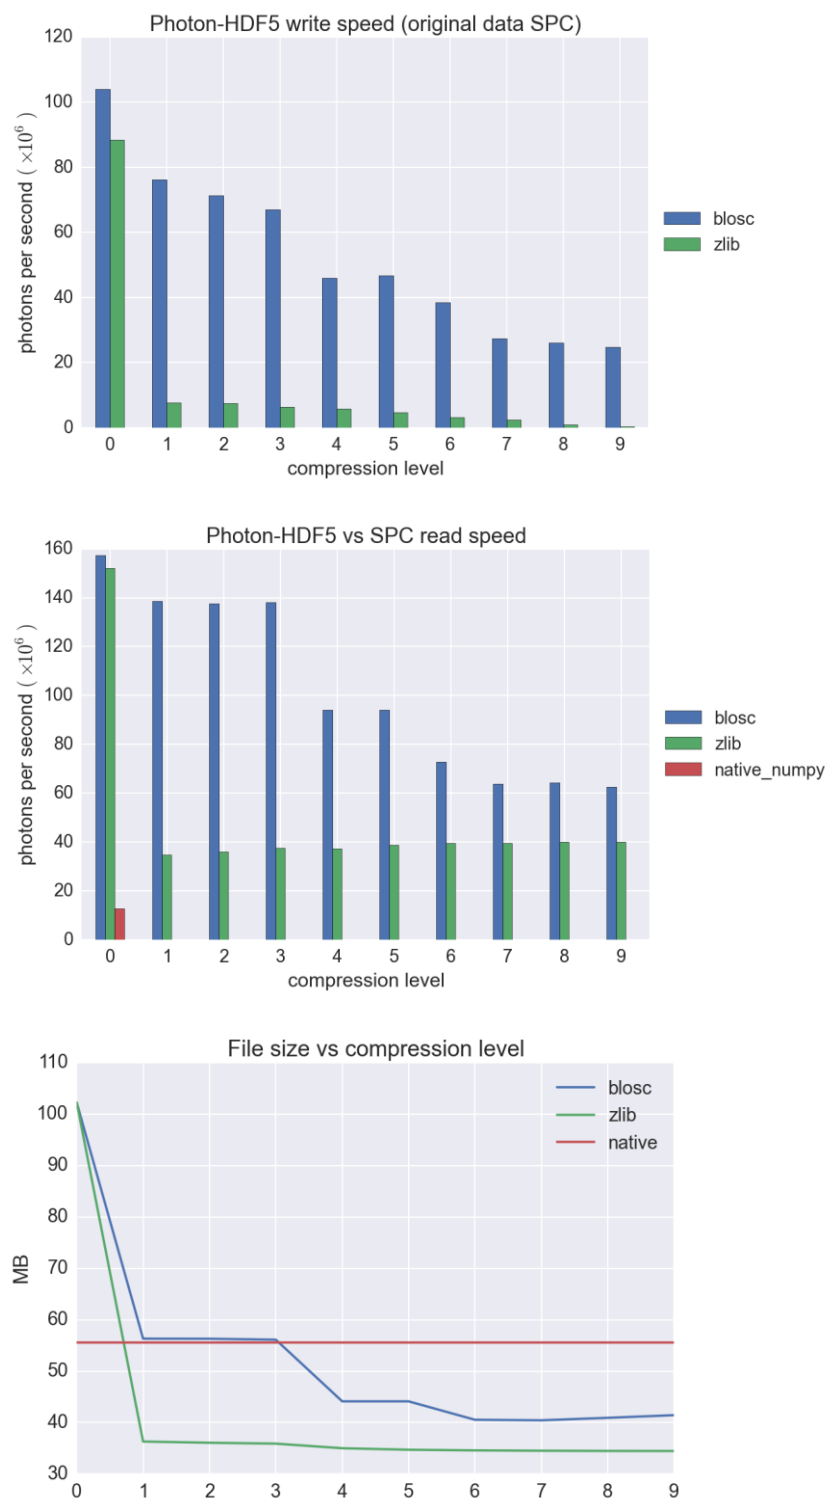 Photon-HDF5 write speed (original data SPC)
120
100
80
60
40
20
0
photons per second ( ×10⁶ )
0 1 2 3 4 5 6 7 8 9
compression level
blosc
zlib
Photon-HDF5 vs SPC read speed
160
140
120
100
80
60
40
20
0
photons per second ( ×10⁶ )
0 1 2 3 4 5 6 7 8 9
compression level
blosc
zlib
native_numpy
File size vs compression level
110
100
90
80
70
60
50
40
30
MB
0 1 2 3 4 5 6 7 8 9
blosc
zlib
native